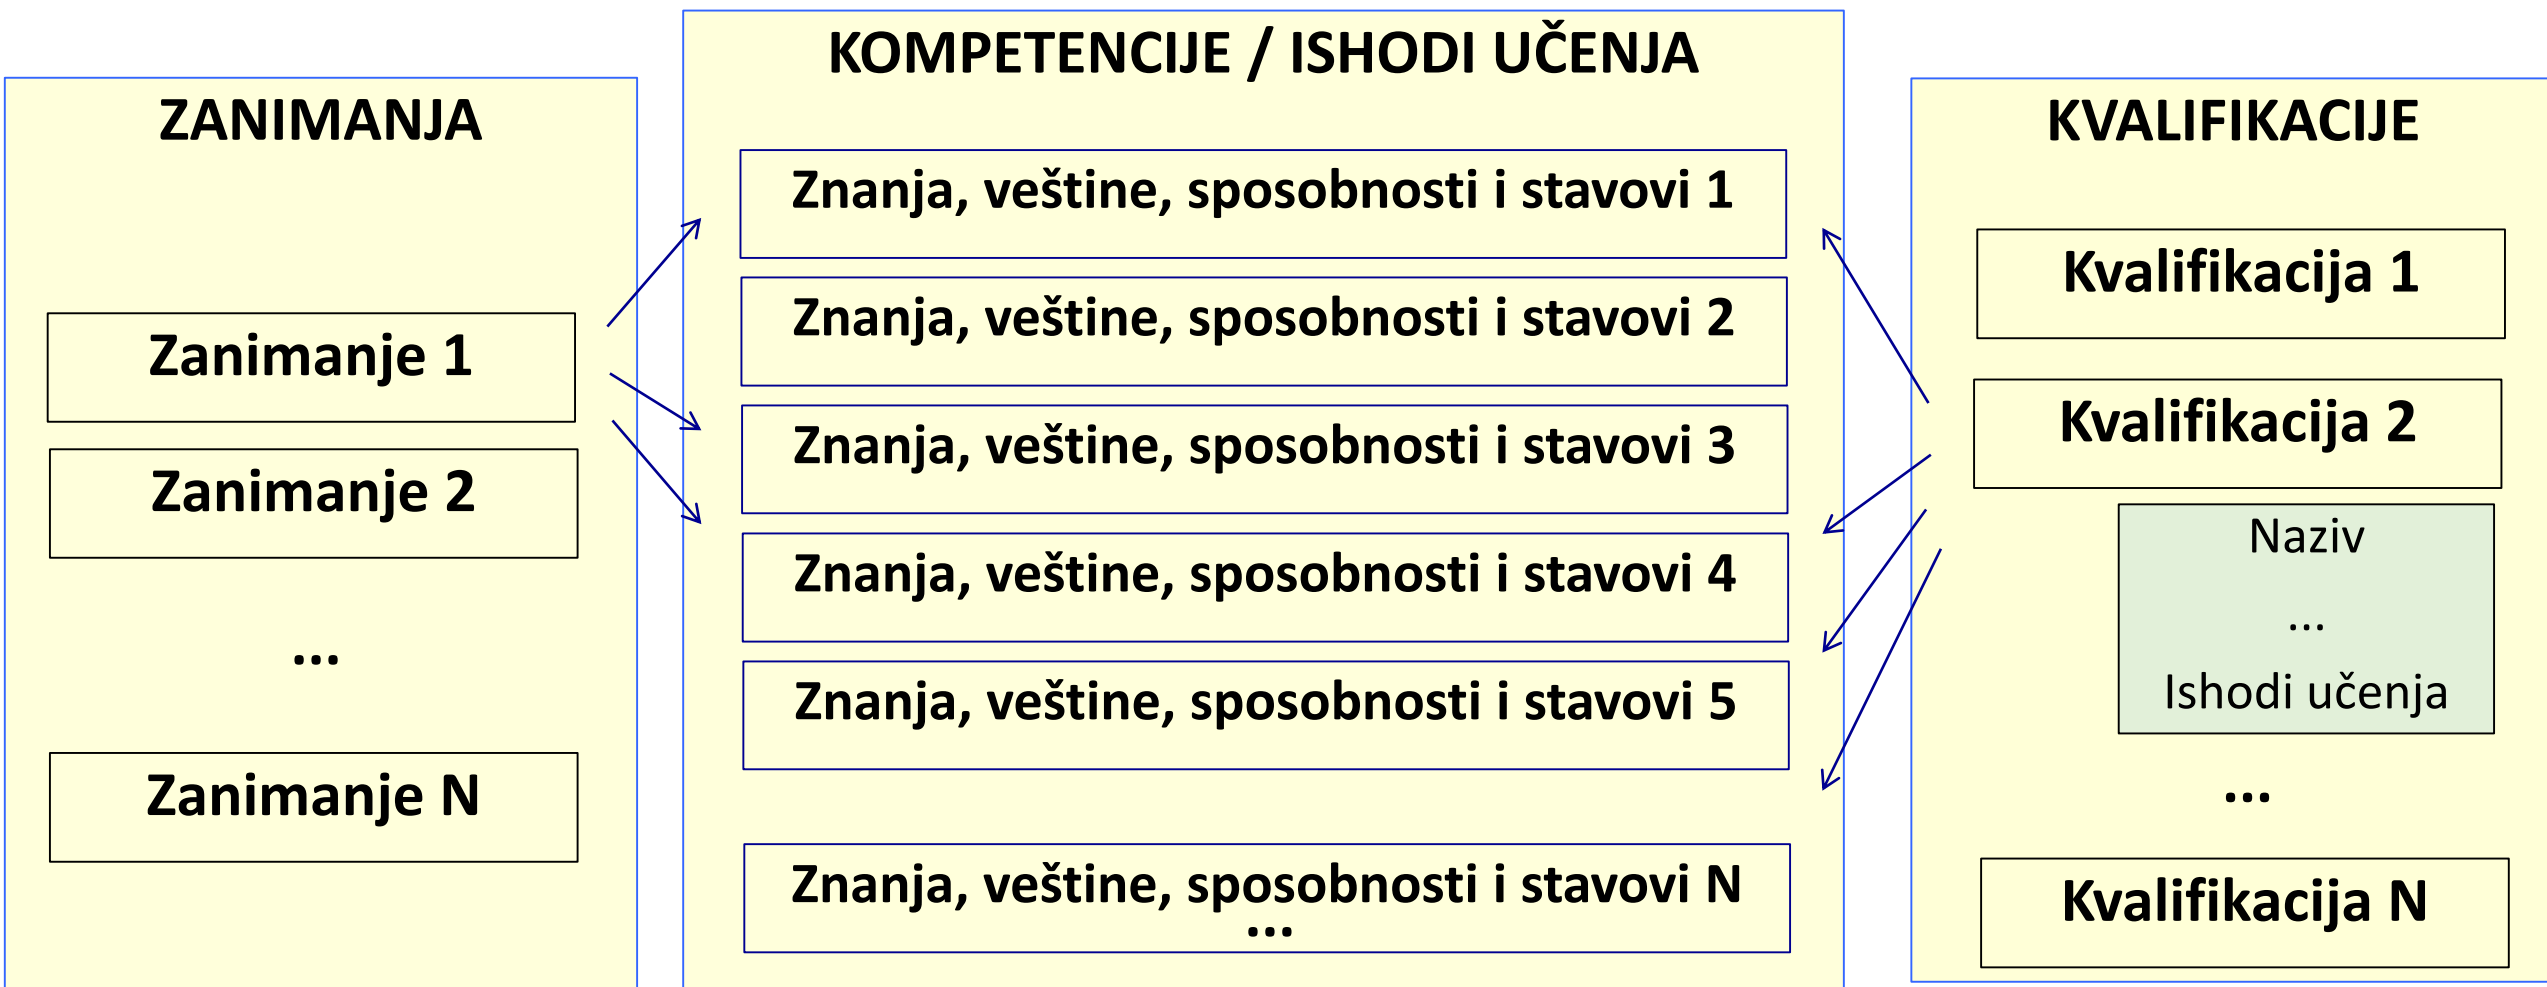 ZANIMANJA
Zanimanje 1
Zanimanje 2
...
Zanimanje N
KOMPETENCIJE / ISHODI UČENJA
Znanja, veštine, sposobnosti i stavovi 1
Znanja, veštine, sposobnosti i stavovi 2
Znanja, veštine, sposobnosti i stavovi 3
Znanja, veštine, sposobnosti i stavovi 4
Znanja, veštine, sposobnosti i stavovi 5
Znanja, veštine, sposobnosti i stavovi N
...
KVALIFIKACIJE
Kvalifikacija 1
Kvalifikacija 2
Naziv
...
Ishodi učenja
...
Kvalifikacija N